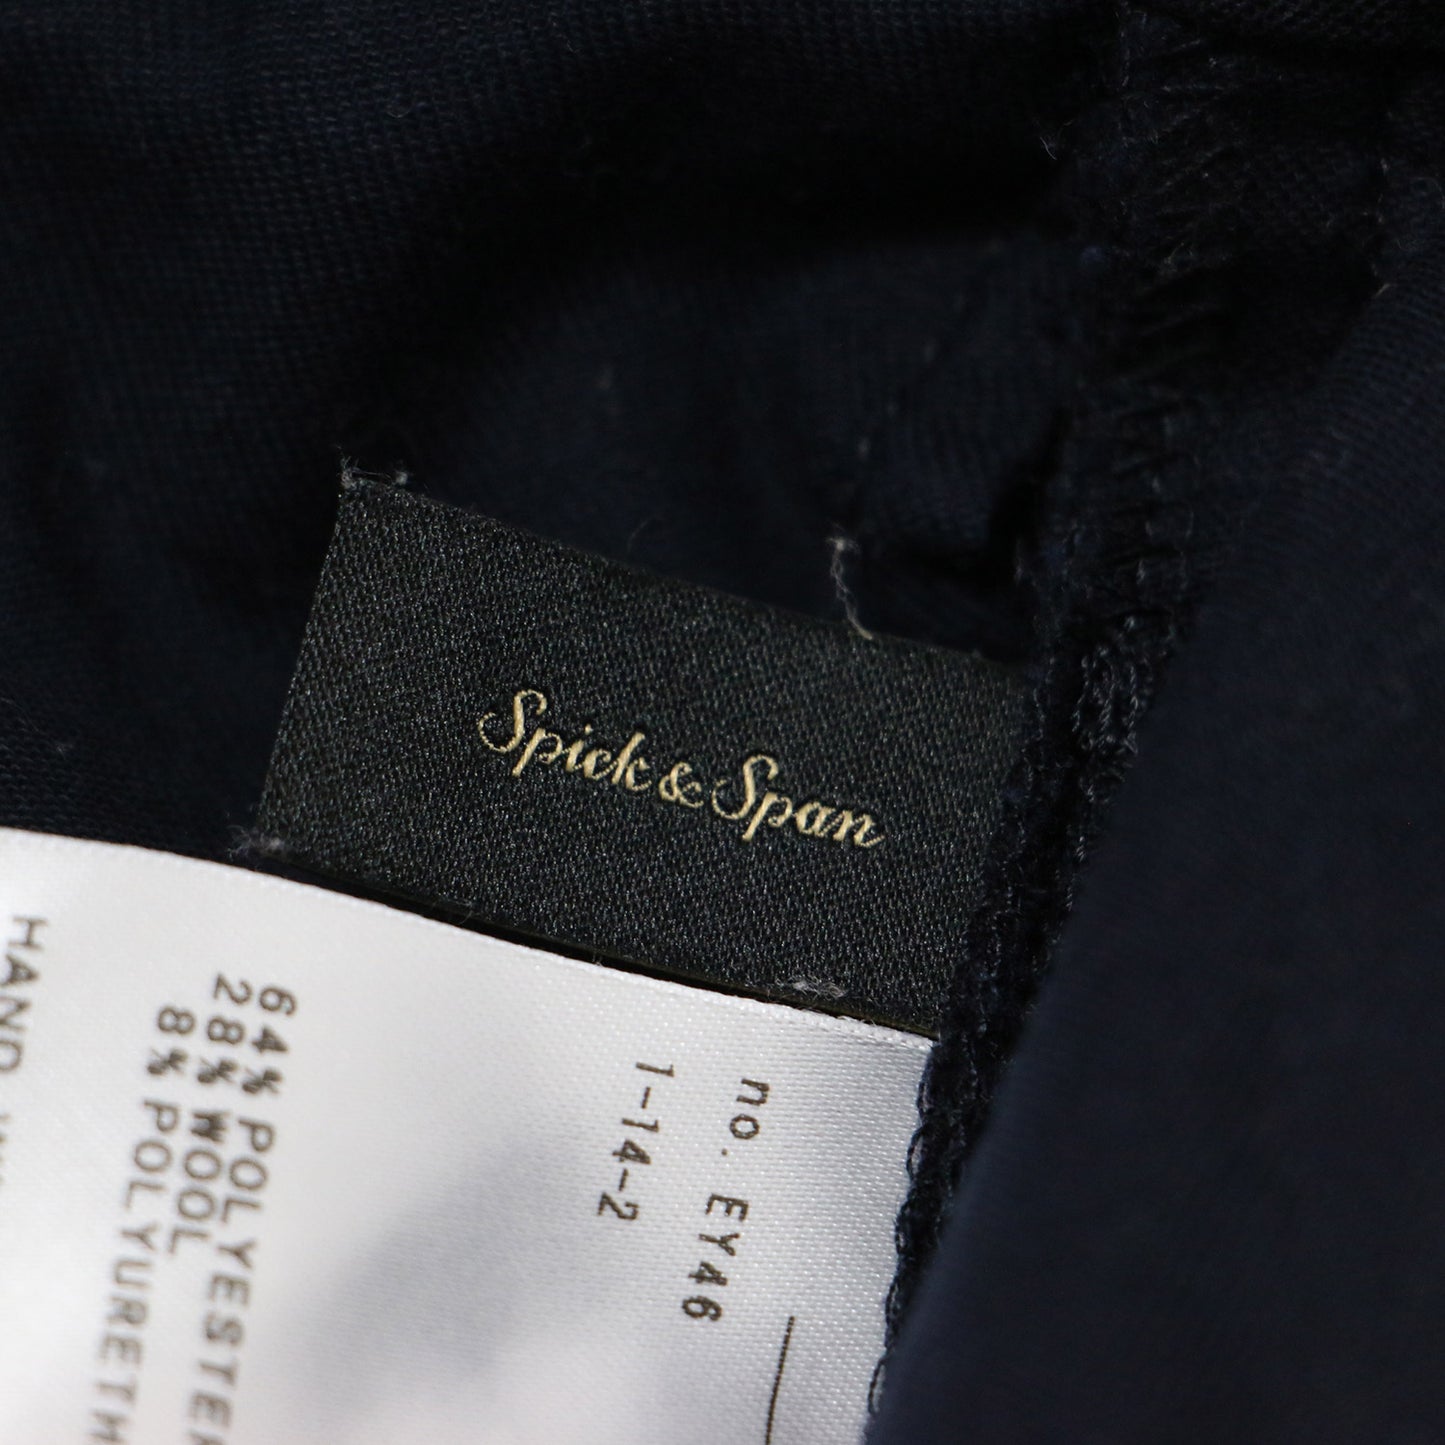 Spick & Span
no. EY46
1-14-2
64% POLYESTER
28% WOOL
8% POLYURETH
HAND